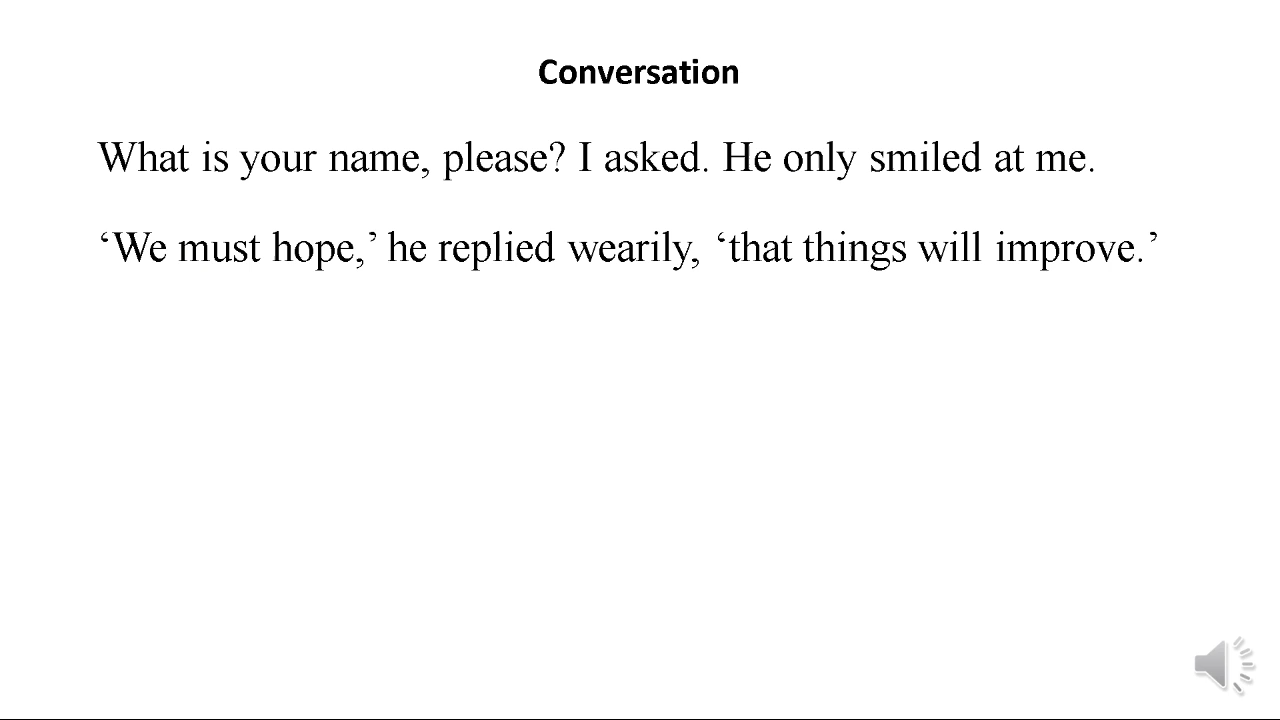 Conversation
What is your name, please? I asked. He only smiled at me.
‘We must hope,’ he replied wearily, ‘that things will improve.’